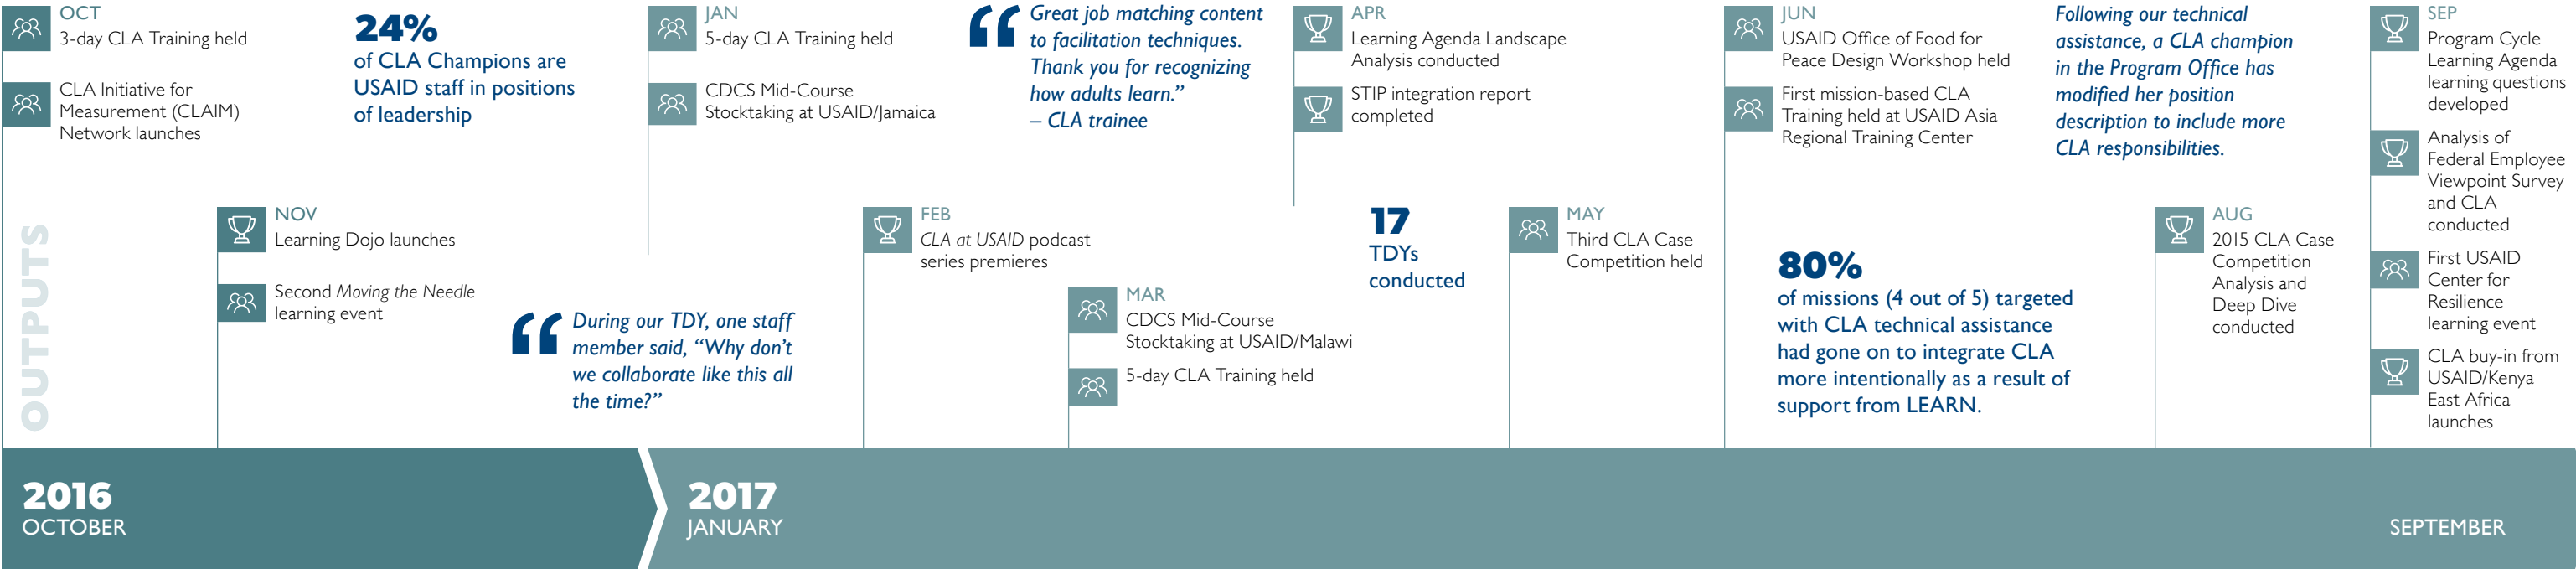 OUTPUTS
OCT
3-day CLA Training held
CLA Initiative for
Measurement (CLAIM)
Network launches
24%
of CLA Champions are
USAID staff in positions
of leadership
NOV
Learning Dojo launches
Second Moving the Needle
learning event
“ During our TDY, one staff
member said, “Why don’t
we collaborate like this all
the time?”
JAN
5-day CLA Training held
CDCS Mid-Course
Stocktaking at USAID/Jamaica
“ Great job matching content
to facilitation techniques.
Thank you for recognizing
how adults learn.”
– CLA trainee
FEB
CLA at USAID podcast
series premieres
MAR
CDCS Mid-Course
Stocktaking at USAID/Malawi
5-day CLA Training held
APR
Learning Agenda Landscape
Analysis conducted
STIP integration report
completed
17
TDYs
conducted
MAY
Third CLA Case
Competition held
JUN
USAID Office of Food for
Peace Design Workshop held
First mission-based CLA
Training held at USAID Asia
Regional Training Center
80%
of missions (4 out of 5) targeted
with CLA technical assistance
had gone on to integrate CLA
more intentionally as a result of
support from LEARN.
Following our technical
assistance, a CLA champion
in the Program Office has
modified her position
description to include more
CLA responsibilities.
AUG
2015 CLA Case
Competition
Analysis and
Deep Dive
conducted
SEP
Program Cycle
Learning Agenda
learning questions
developed
Analysis of
Federal Employee
Viewpoint Survey
and CLA
conducted
First USAID
Center for
Resilience
learning event
CLA buy-in from
USAID/Kenya
East Africa
launches
2016
OCTOBER
2017
JANUARY
SEPTEMBER